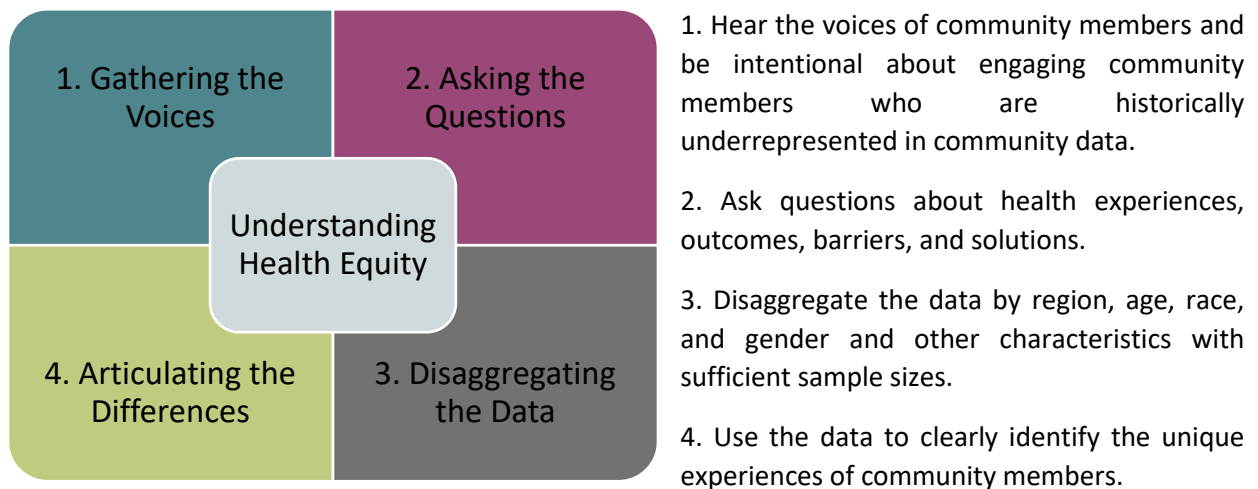 1. Gathering the
Voices
2. Asking the
Questions
Understanding
Health Equity
4. Articulating the
Differences
3. Disaggregating
the Data
1. Hear the voices of community members and
be intentional about engaging community
members who are historically
underrepresented in community data.
2. Ask questions about health experiences,
outcomes, barriers, and solutions.
3. Disaggregate the data by region, age, race,
and gender and other characteristics with
sufficient sample sizes.
4. Use the data to clearly identify the unique
experiences of community members.